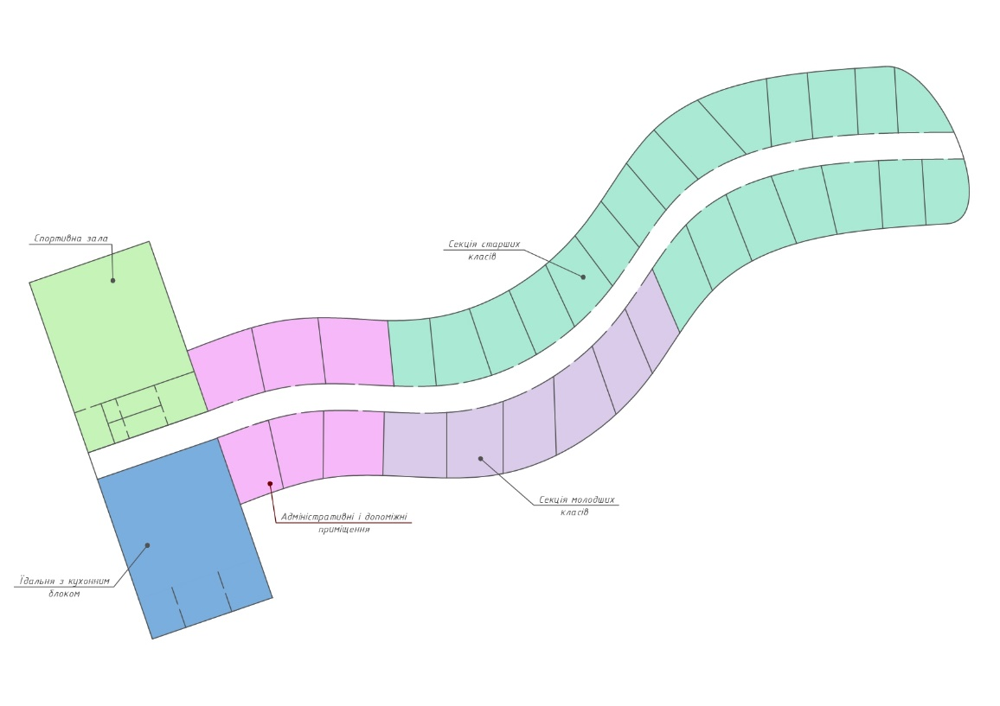 Спортивна зала
Секція старших
класів
Секція молодших
класів
Адміністративні і допоміжні
приміщення
Їдальня з кухонним
блоком